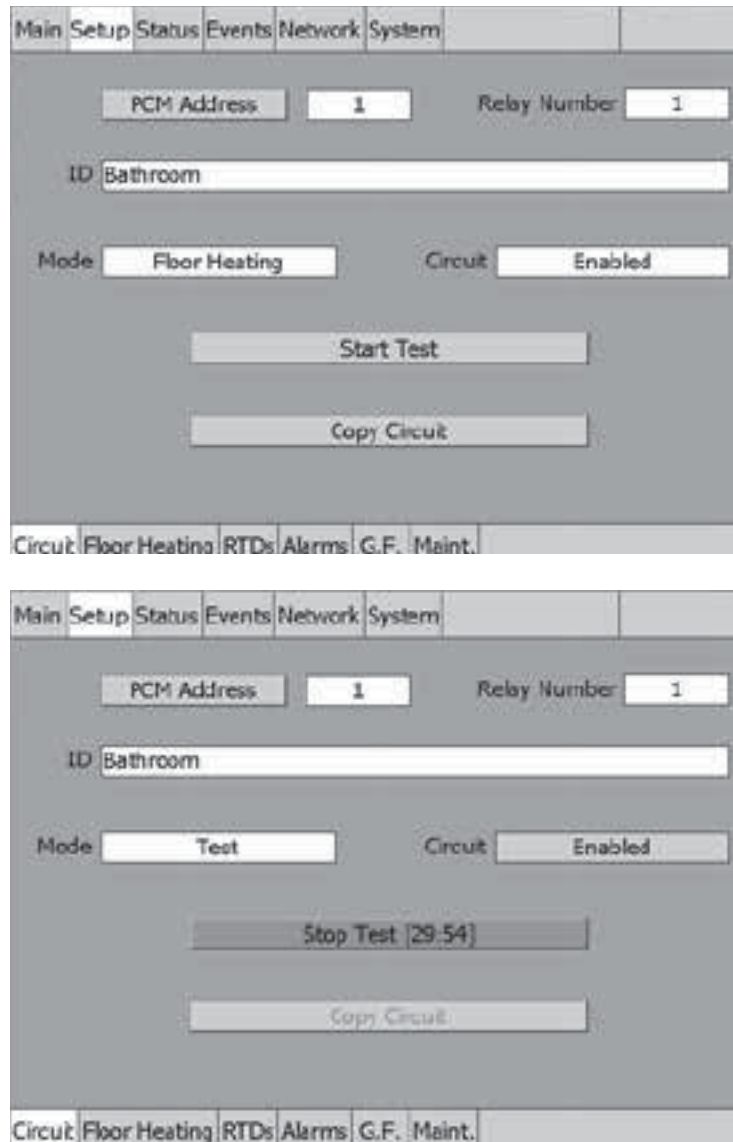 Main Setup Status Events Network System
PCM Address 1 Relay Number 1
ID Bathroom
Mode Floor Heating Circuit Enabled
Start Test
Copy Circuit
Circuit Floor Heating RTDs Alarms G.F. Maint.
Main Setup Status Events Network System
PCM Address 1 Relay Number 1
ID Bathroom
Mode Test Circuit Enabled
Stop Test [29:54]
Copy Circuit
Circuit Floor Heating RTDs Alarms G.F. Maint.